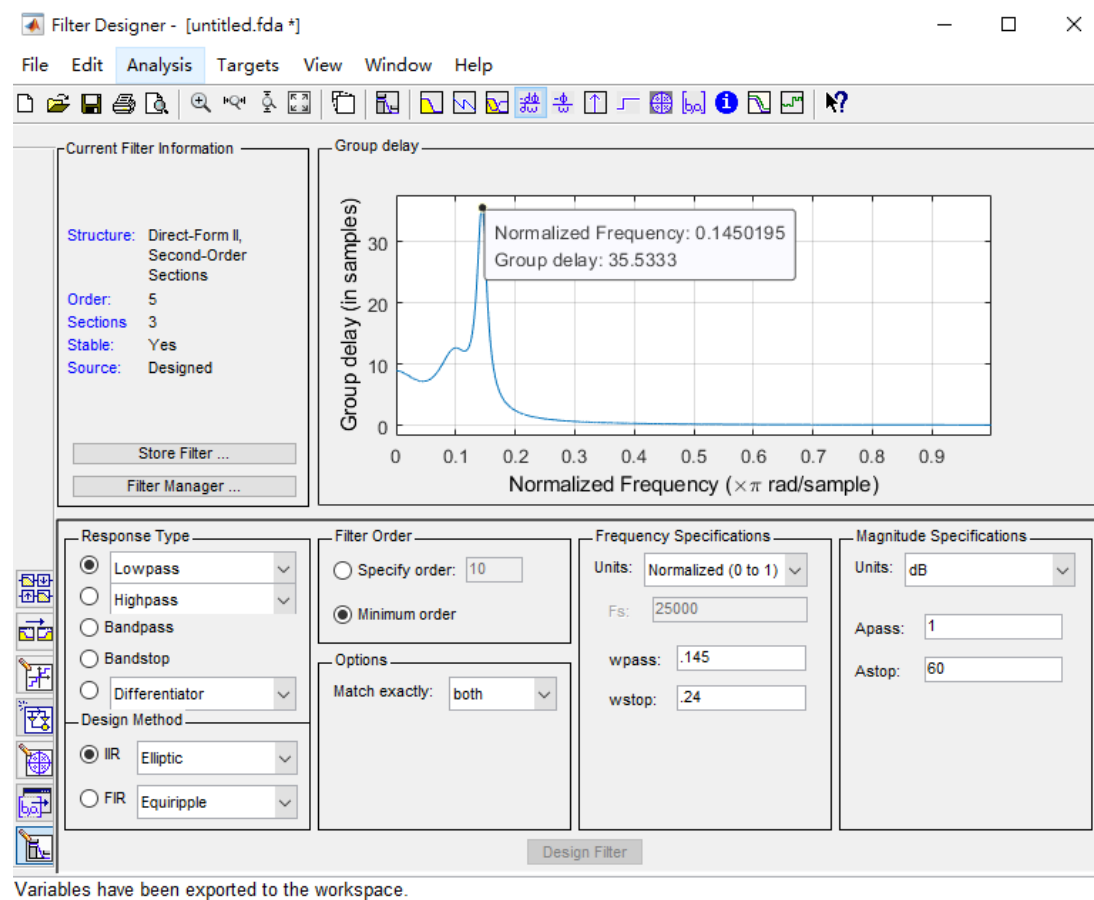 Filter Designer - [untitled.fda *]
File Edit Analysis Targets View Window Help
Current Filter Information
Structure: Direct-Form II,
Second-Order
Sections
Order: 5
Sections 3
Stable: Yes
Source: Designed
Store Filter ...
Filter Manager ...
Group delay
Group delay (in samples)
30
20
10
0
Normalized Frequency: 0.1450195
Group delay: 35.5333
0 0.1 0.2 0.3 0.4 0.5 0.6 0.7 0.8 0.9
Normalized Frequency (×π rad/sample)
Response Type
Lowpass
Highpass
Bandpass
Bandstop
Differentiator
Design Method
IIR Elliptic
FIR Equiripple
Filter Order
Specify order: 10
Minimum order
Options
Match exactly: both
Frequency Specifications
Units: Normalized (0 to 1)
Fs: 25000
wpass: .145
wstop: .24
Magnitude Specifications
Units: dB
Apass: 1
Astop: 60
Design Filter
Variables have been exported to the workspace.